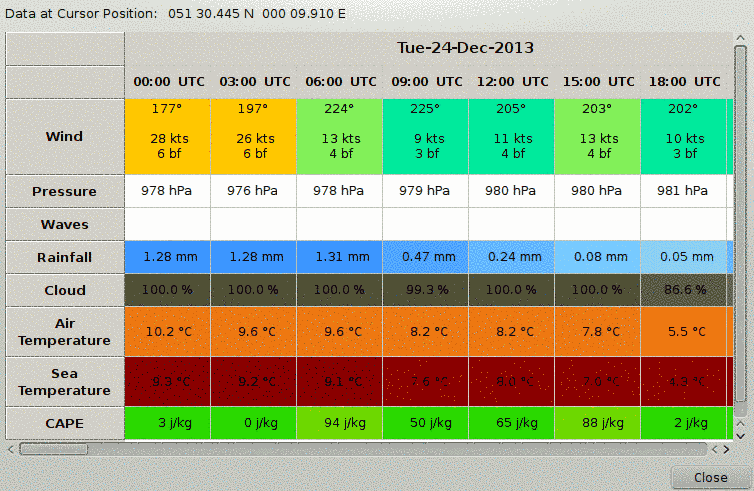 Data at Cursor Position: 051 30.445 N 000 09.910 E
Tue-24-Dec-2013
00:00 UTC 03:00 UTC 06:00 UTC 09:00 UTC 12:00 UTC 15:00 UTC 18:00 UTC
177° 197° 224° 225° 205° 203° 202°
Wind 28 kts 26 kts 13 kts 9 kts 11 kts 13 kts 10 kts
6 bf 6 bf 4 bf 3 bf 4 bf 4 bf 3 bf
Pressure 978 hPa 976 hPa 978 hPa 979 hPa 980 hPa 980 hPa 981 hPa
Waves
Rainfall 1.28 mm 1.28 mm 1.31 mm 0.47 mm 0.24 mm 0.08 mm 0.05 mm
Cloud 100.0 % 100.0 % 100.0 % 99.3 % 100.0 % 100.0 % 86.6 %
Air
Temperature 10.2 °C 9.6 °C 9.6 °C 8.2 °C 8.2 °C 7.8 °C 5.5 °C
Sea
Temperature 9.3 °C 9.2 °C 9.1 °C 7.6 °C 8.0 °C °C °C
CAPE 3 j/kg 0 j/kg 94 j/kg 50 j/kg 65 j/kg 88 j/kg 2 j/kg
Close